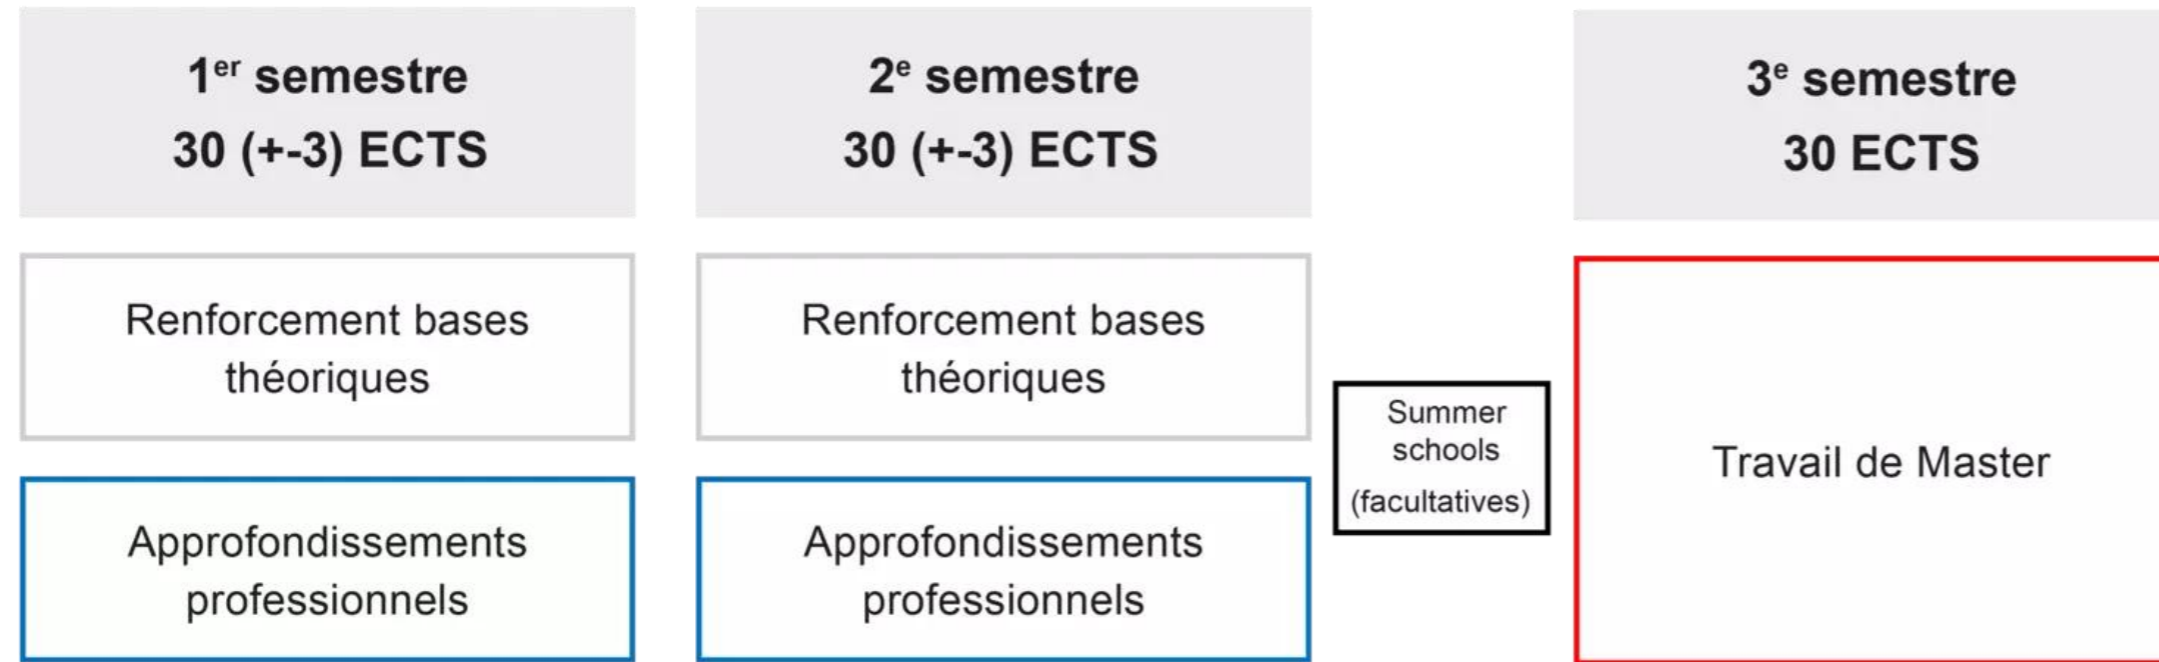 1er semestre
30 (+-3) ECTS
Renforcement bases
théoriques
Approfondissements
professionnels
2e semestre
30 (+-3) ECTS
Renforcement bases
théoriques
Approfondissements
professionnels
Summer
schools
(facultatives)
3e semestre
30 ECTS
Travail de Master